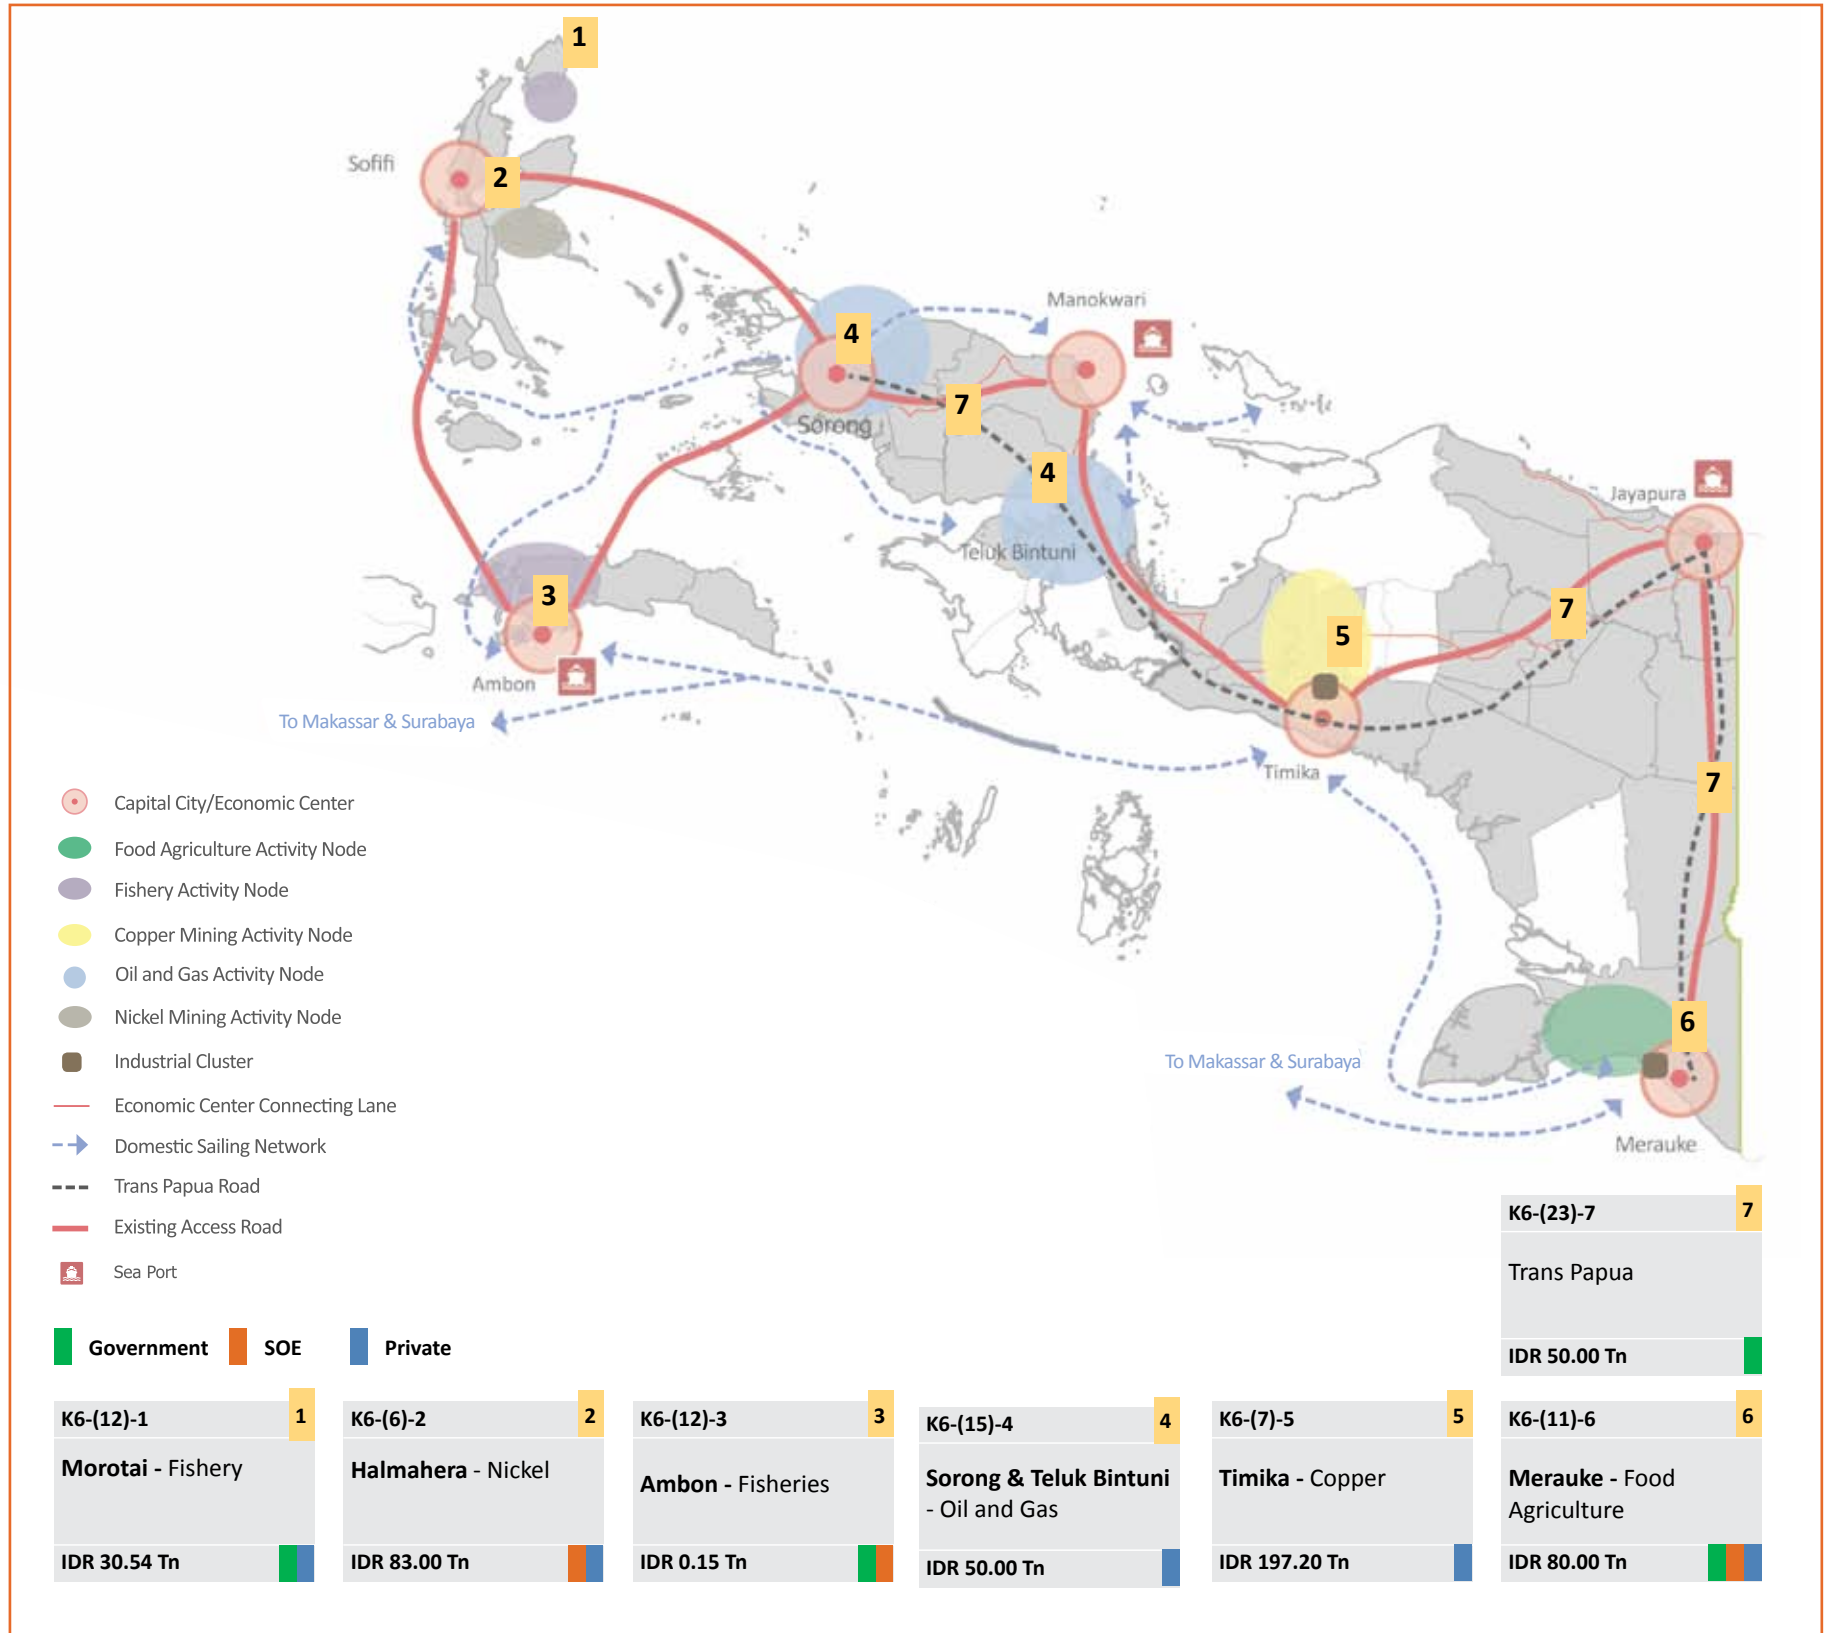 1
Sofifi
2
Manokwari
4
7
Sorong
4
Jayapura
Teluk Bintuni
3
7
5
Ambon
To Makassar & Surabaya
Timika
7
Capital City/Economic Center
Food Agriculture Activity Node
Fishery Activity Node
Copper Mining Activity Node
Oil and Gas Activity Node
Nickel Mining Activity Node
Industrial Cluster
Economic Center Connecting Lane
Domestic Sailing Network
Trans Papua Road
Existing Access Road
Sea Port
6
To Makassar & Surabaya
Merauke
Government SOE Private
K6-(23)-7 7
Trans Papua
IDR 50.00 Tn
K6-(12)-1 1
Morotai - Fishery
IDR 30.54 Tn
K6-(6)-2 2
Halmahera - Nickel
IDR 83.00 Tn
K6-(12)-3 3
Ambon - Fisheries
IDR 0.15 Tn
K6-(15)-4 4
Sorong & Teluk Bintuni
- Oil and Gas
IDR 50.00 Tn
K6-(7)-5 5
Timika - Copper
IDR 197.20 Tn
K6-(11)-6 6
Merauke - Food
Agriculture
IDR 80.00 Tn